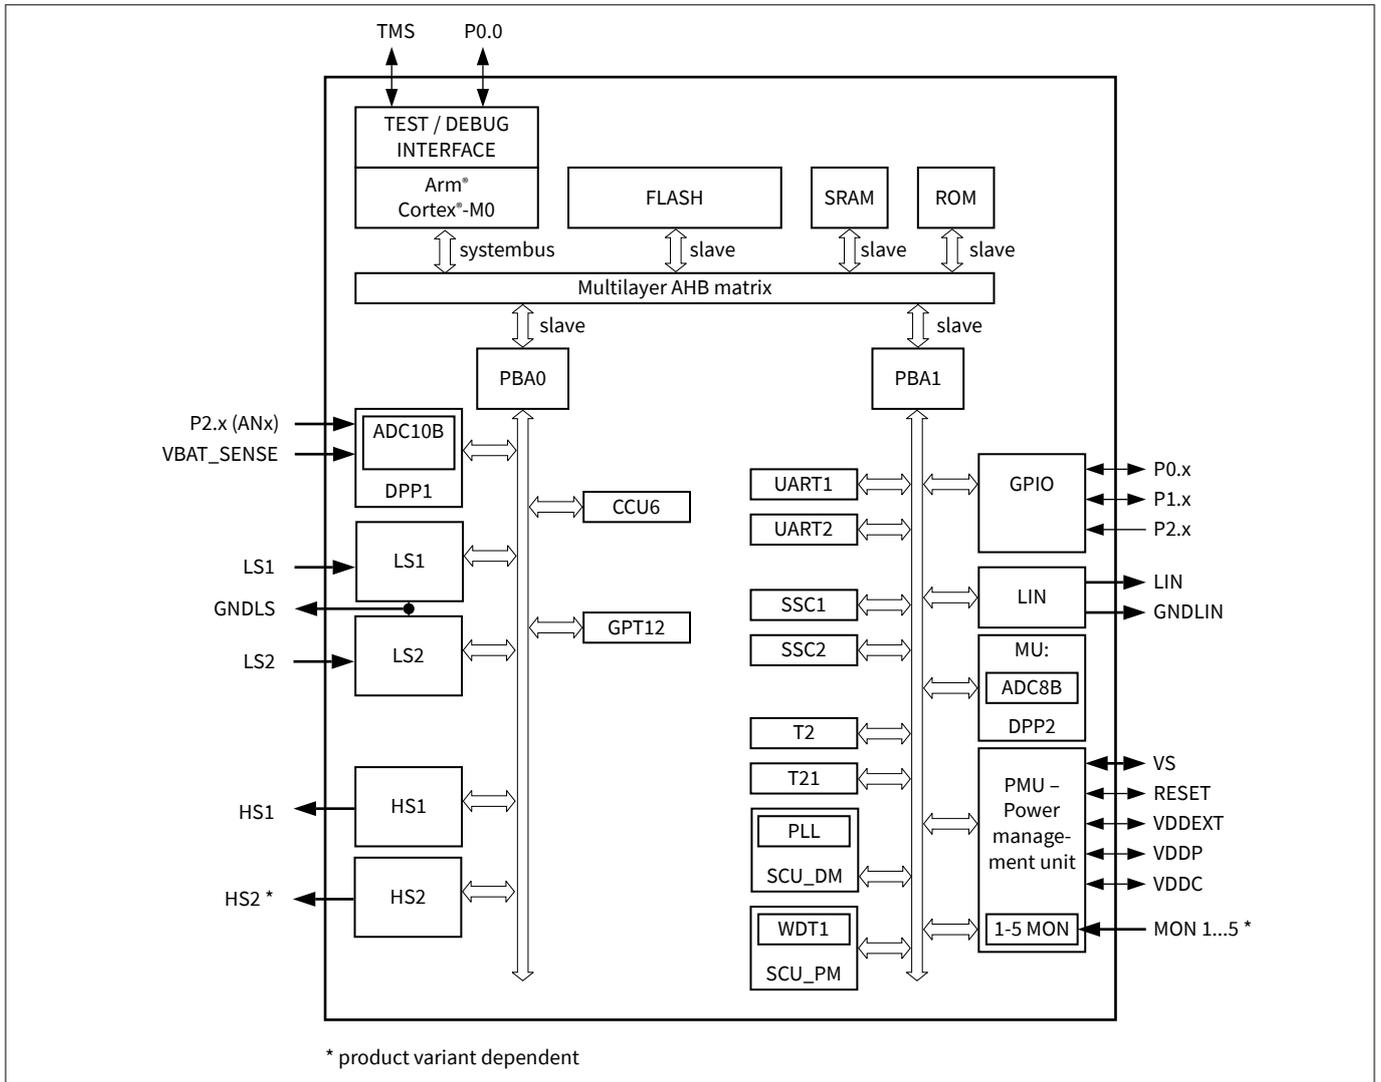 TMS
P0.0
TEST / DEBUG
INTERFACE
Arm®
Cortex®-M0
FLASH
SRAM
ROM
systembus
slave
slave
slave
Multilayer AHB matrix
slave
slave
PBA0
PBA1
P2.x (ANx)
VBAT_SENSE
ADC10B
DPP1
CCU6
LS1
LS1
GNDLS
LS2
LS2
GPT12
HS1
HS1
HS2 *
HS2
UART1
UART2
SSC1
SSC2
T2
T21
PLL
SCU_DM
WDT1
SCU_PM
GPIO
P0.x
P1.x
P2.x
LIN
LIN
GNDLIN
MU:
ADC8B
DPP2
PMU –
Power
manage-
ment unit
VS
RESET
VDDEXT
VDDP
VDDC
1-5 MON
MON 1...5 *
* product variant dependent